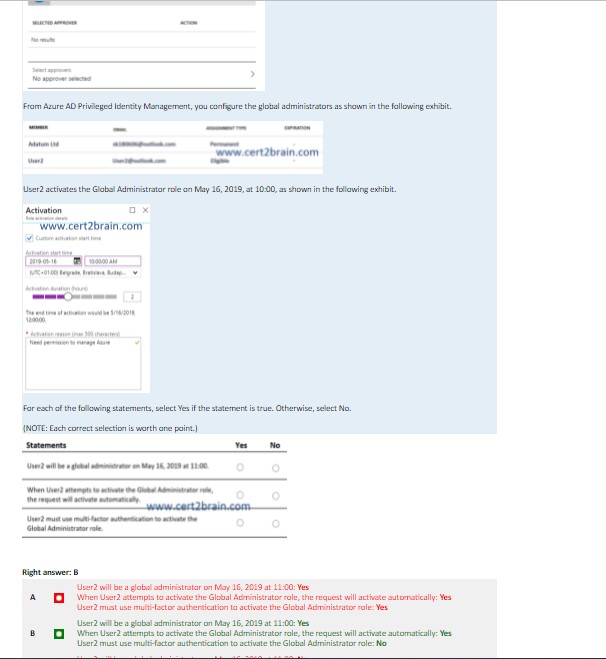 SELECTED APPROVER ACTION
No results
Select approvers
No approver selected
From Azure AD Privileged Identity Management, you configure the global administrators as shown in the following exhibit.
MEMBER EMAIL ASSIGNMENT TYPE EXPIRATION
Adatum Ltd Permanent -
www.cert2brain.com
User2 Eligible -
User2 activates the Global Administrator role on May 16, 2019, at 10:00, as shown in the following exhibit.
Activation
Role activation details
www.cert2brain.com
Custom activation start time
Activation start time
2019-05-16 10:00:00 AM
(UTC+01:00) Belgrade, Bratislava, Budap...
Activation duration (hours)
2
The end time of activation would be 5/16/2019,
12:00:00.
* Activation reason (max 500 characters)
Need permission to manage Azure
For each of the following statements, select Yes if the statement is true. Otherwise, select No.
(NOTE: Each correct selection is worth one point.)
Statements Yes No
User2 will be a global administrator on May 16, 2019 at 11:00.
When User2 attempts to activate the Global Administrator role,
the request will activate automatically.
www.cert2brain.com
User2 must use multi-factor authentication to activate the
Global Administrator role.
Right answer: B
User2 will be a global administrator on May 16, 2019 at 11:00: Yes
A When User2 attempts to activate the Global Administrator role, the request will activate automatically: Yes
User2 must use multi-factor authentication to activate the Global Administrator role: Yes
User2 will be a global administrator on May 16, 2019 at 11:00: Yes
B When User2 attempts to activate the Global Administrator role, the request will activate automatically: Yes
User2 must use multi-factor authentication to activate the Global Administrator role: No